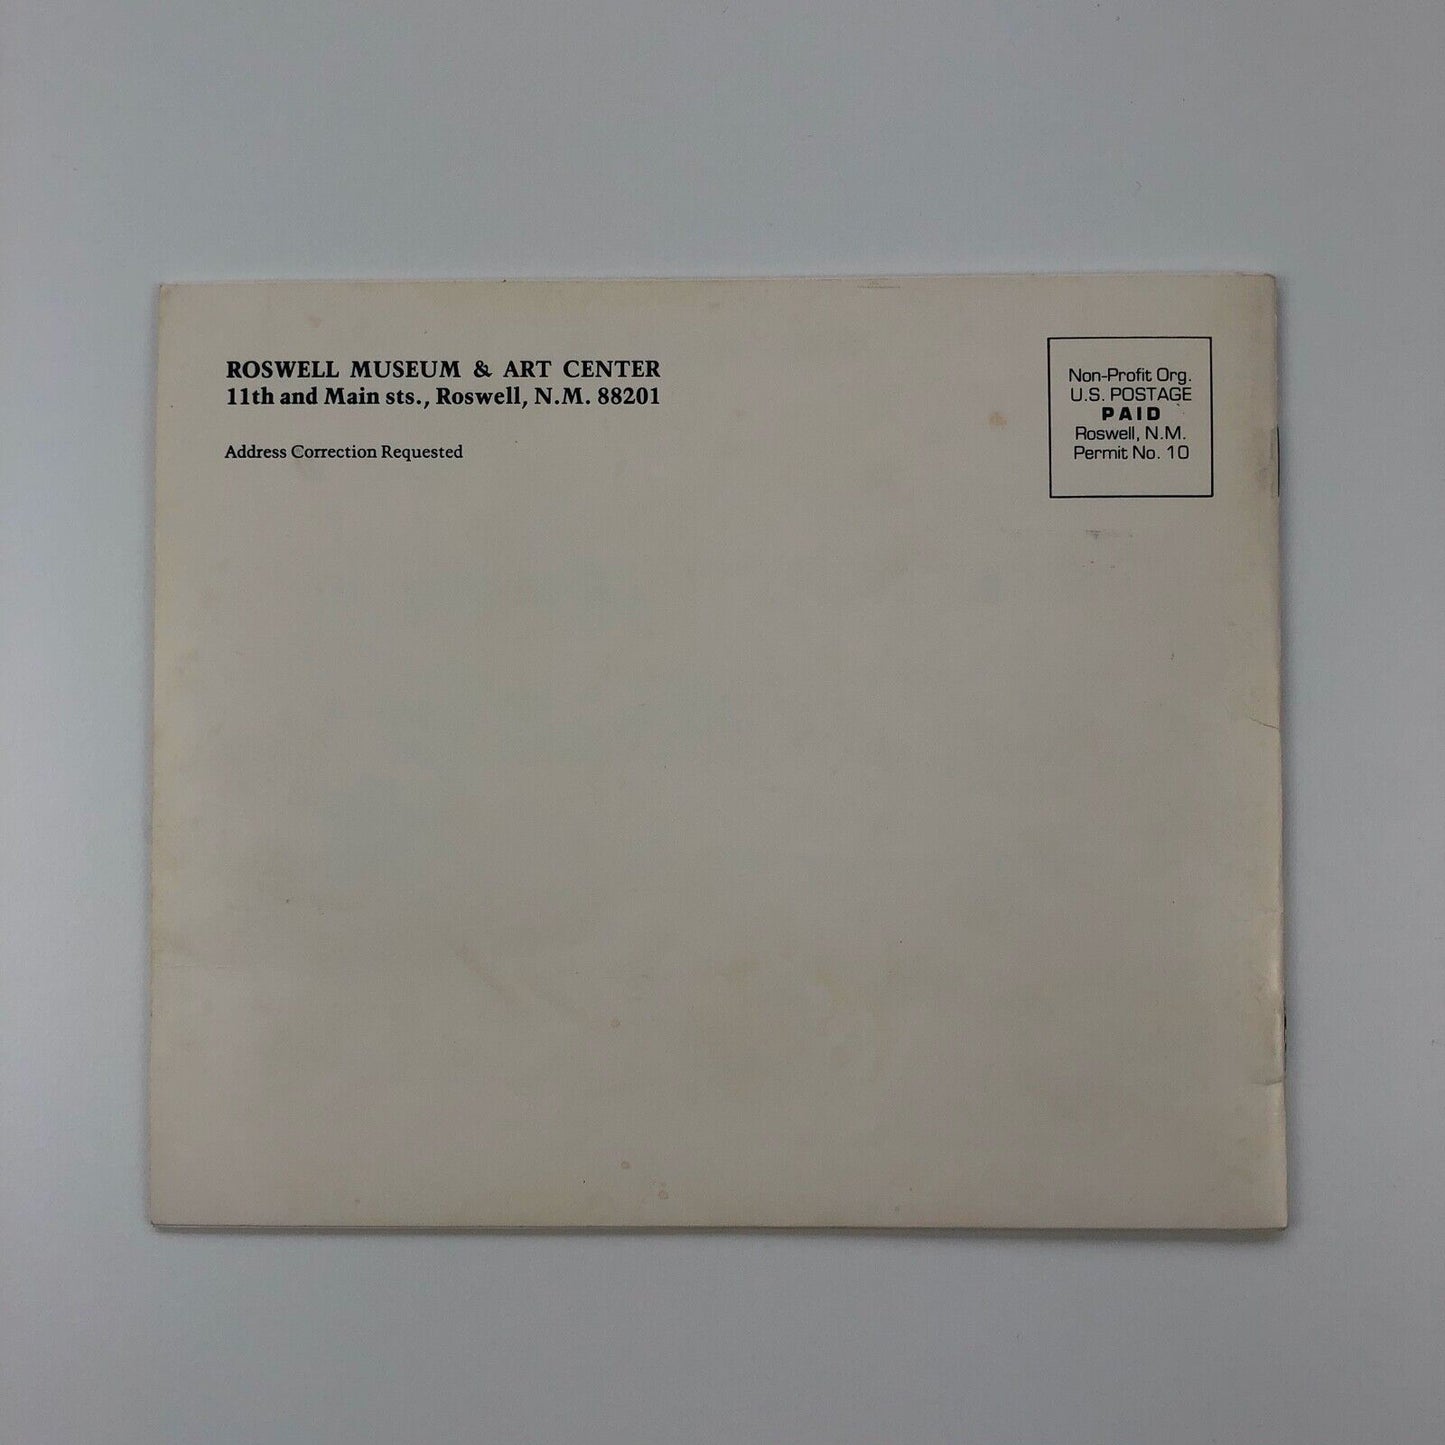 ROSWELL MUSEUM & ART CENTER
11th and Main sts., Roswell, N.M. 88201
Address Correction Requested
Non-Profit Org.
U.S. POSTAGE
PAID
Roswell, N.M.
Permit No. 10